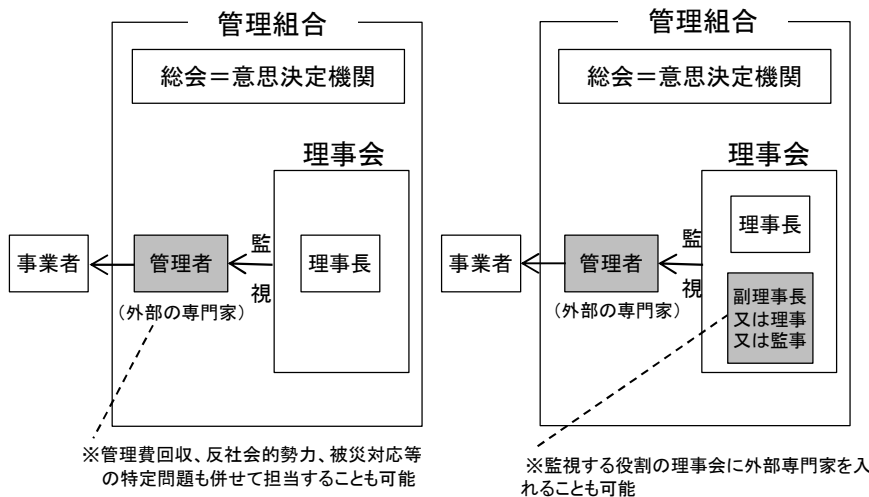 管理組合
総会＝意思決定機関
理事会
事業者
管理者
監
視
理事長
（外部の専門家）
※管理費回収、反社会的勢力、被災対応等
の特定問題も併せて担当することも可能
管理組合
総会＝意思決定機関
理事会
理事長
事業者
管理者
監
視
（外部の専門家）
副理事長
又は理事
又は監事
※監視する役割の理事会に外部専門家を入
れることも可能